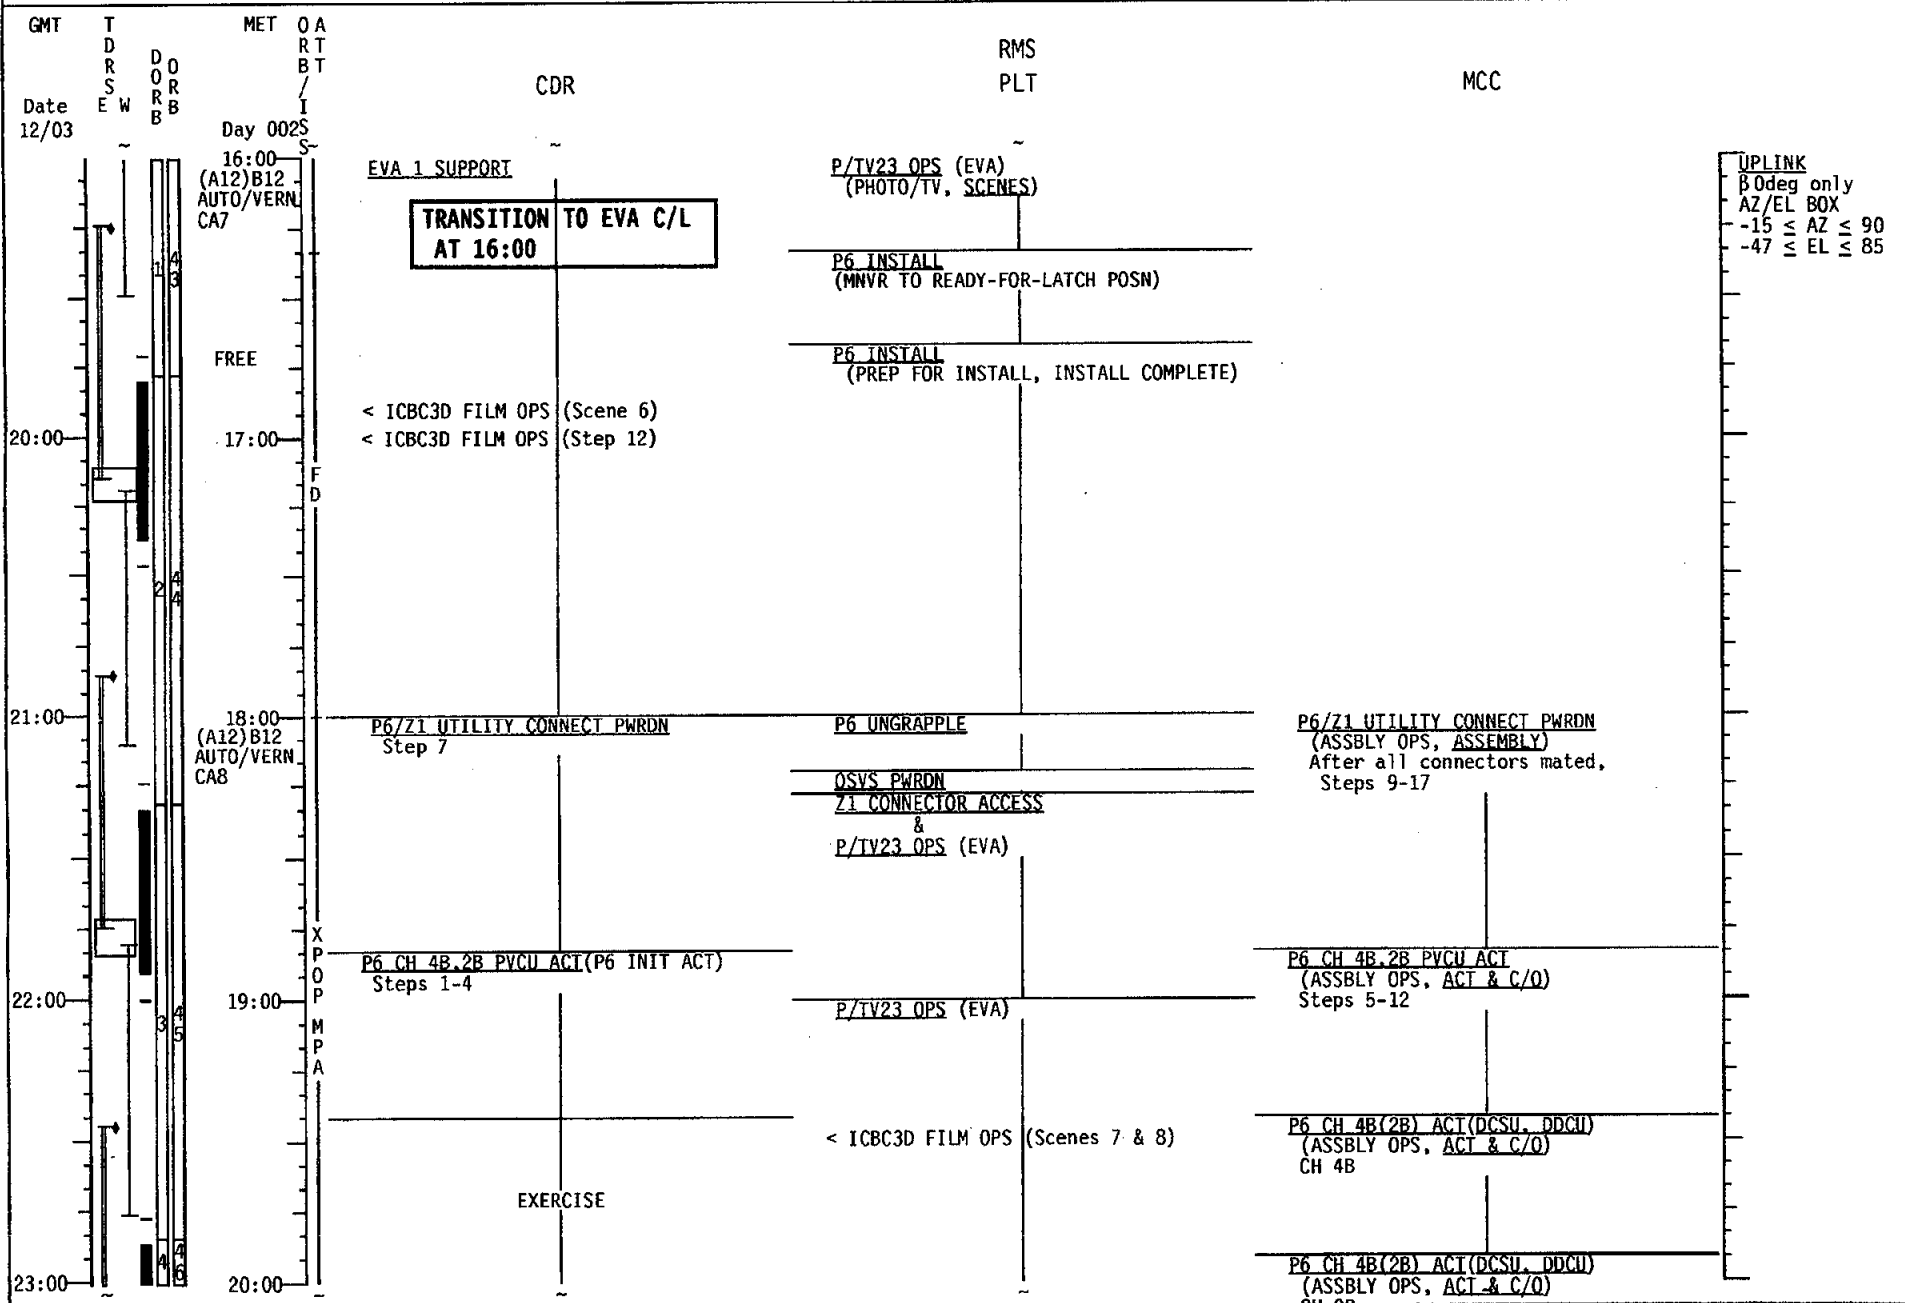 GMT
T D R S
E W
D O R B
O R B
MET
O R B / I S S
A T T
CDR
RMS
PLT
MCC
Date
12/03
Day 002
~ ~ ~ ~
16:00
(A12)B12
AUTO/VERN
CA7
EVA 1 SUPPORT
TRANSITION TO EVA C/L
AT 16:00
P/TV23 OPS (EVA)
(PHOTO/TV, SCENES)
UPLINK
β0deg only
AZ/EL BOX
-15 ≤ AZ ≤ 90
-47 ≤ EL ≤ 85
1
43
P6 INSTALL
(MNVR TO READY-FOR-LATCH POSN)
FREE
P6 INSTALL
(PREP FOR INSTALL, INSTALL COMPLETE)
< ICBC3D FILM OPS (Scene 6)
20:00
17:00
< ICBC3D FILM OPS (Step 12)
F D
2
44
21:00
18:00
(A12)B12
AUTO/VERN
CA8
P6/Z1 UTILITY CONNECT PWRDN
Step 7
P6 UNGRAPPLE
OSVS PWRDN
Z1 CONNECTOR ACCESS
&
P/TV23 OPS (EVA)
P6/Z1 UTILITY CONNECT PWRDN
(ASSBLY OPS, ASSEMBLY)
After all connectors mated,
Steps 9-17
X P O P M P A
P6 CH 4B,2B PVCU ACT(P6 INIT ACT)
Steps 1-4
P6 CH 4B,2B PVCU ACT
(ASSBLY OPS, ACT & C/O)
Steps 5-12
22:00
19:00
3
45
P/TV23 OPS (EVA)
< ICBC3D FILM OPS (Scenes 7 & 8)
P6 CH 4B(2B) ACT(DCSU, DDCU)
(ASSBLY OPS, ACT & C/O)
CH 4B
EXERCISE
4
46
23:00
20:00
P6 CH 4B(2B) ACT(DCSU, DDCU)
(ASSBLY OPS, ACT & C/O)
~ ~ ~ ~